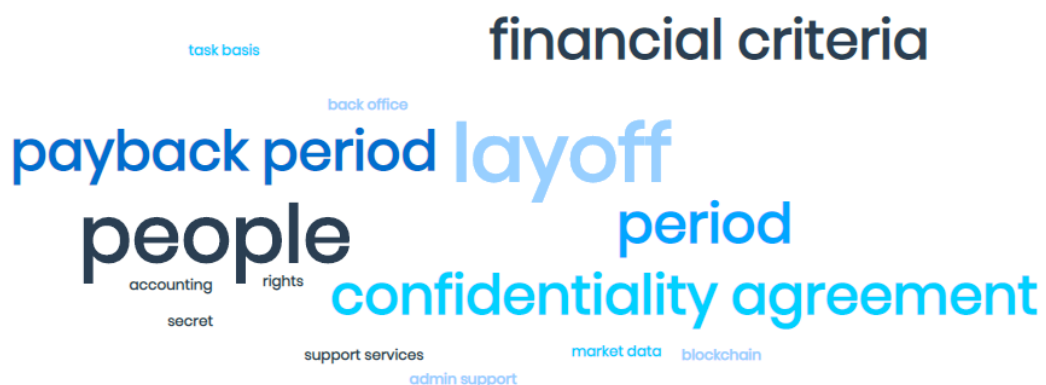 financial criteria
task basis
back office
payback period
layoff
people
period
accounting
rights
confidentiality agreement
secret
support services
market data
blockchain
admin support